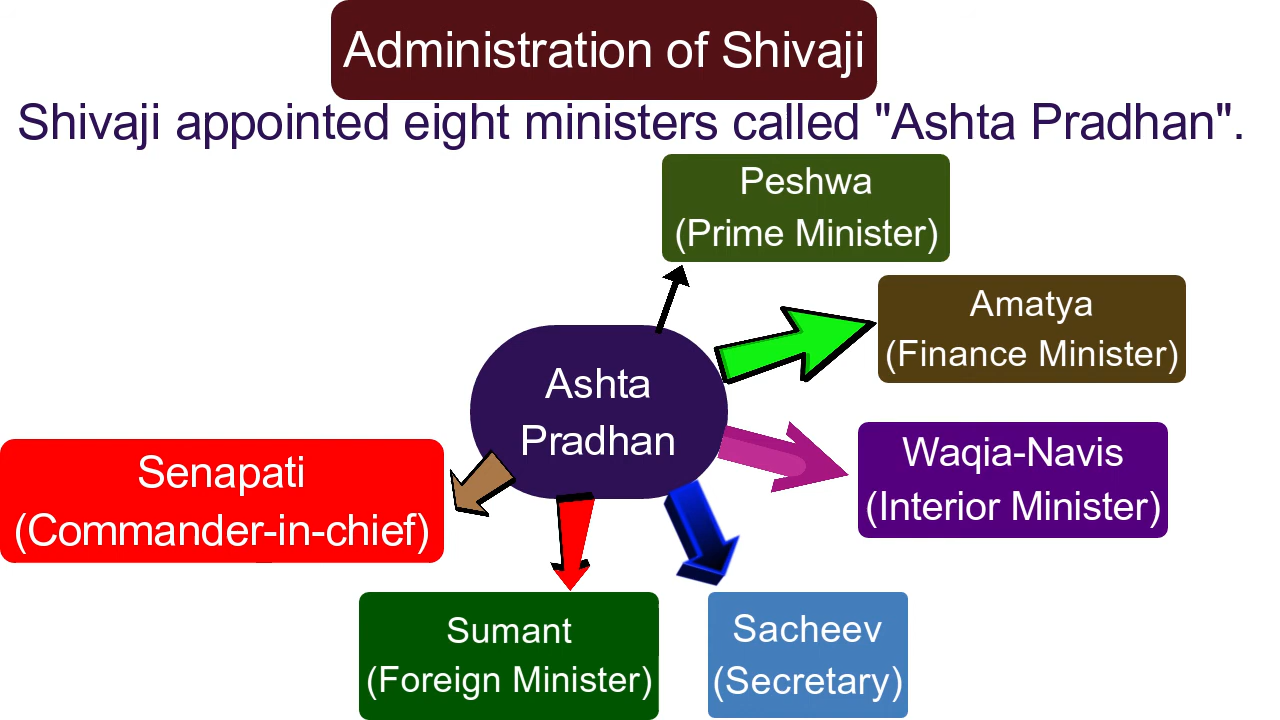 Administration of Shivaji
Shivaji appointed eight ministers called "Ashta Pradhan".
Peshwa
(Prime Minister)
Amatya
(Finance Minister)
Ashta
Pradhan
Waqia-Navis
(Interior Minister)
Senapati
(Commander-in-chief)
Sumant
(Foreign Minister)
Sacheev
(Secretary)